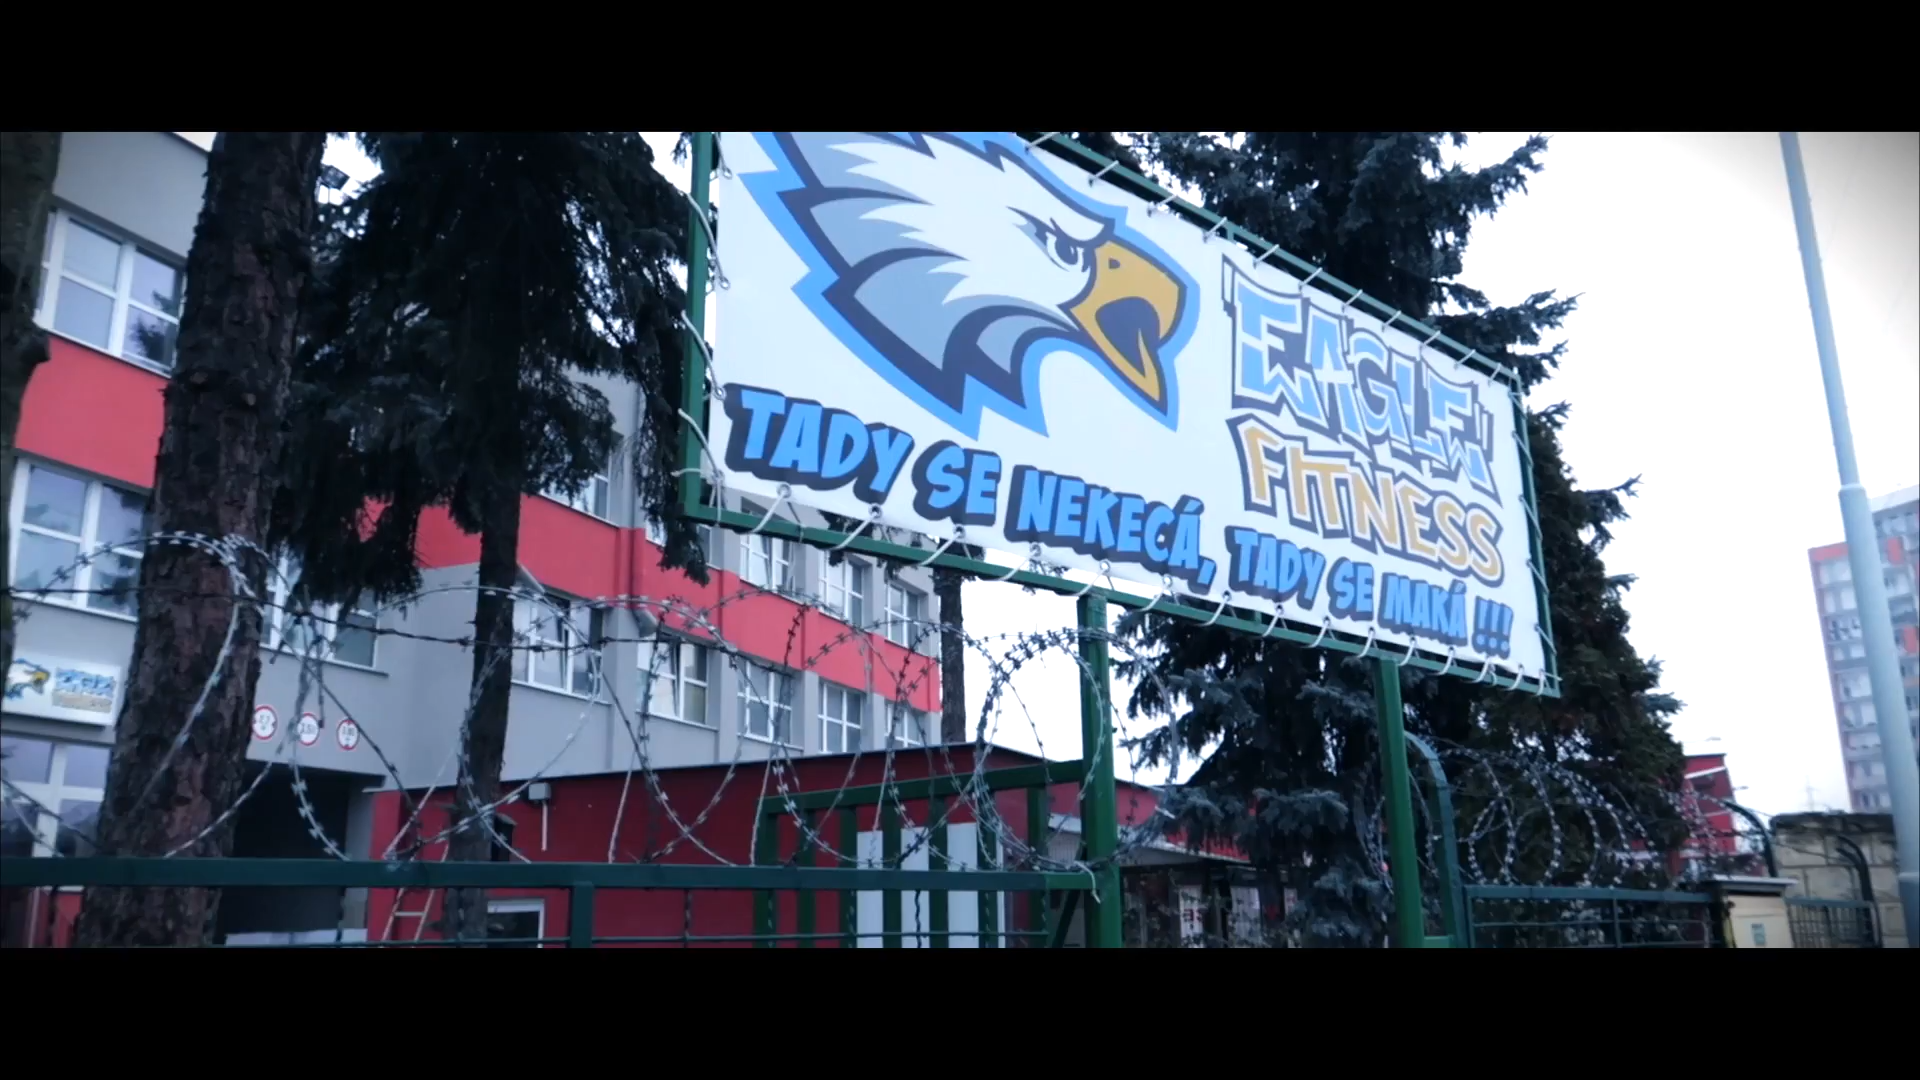 "EAGLE"
FITNESS
TADY SE NEKECÁ, TADY SE MAKÁ !!!